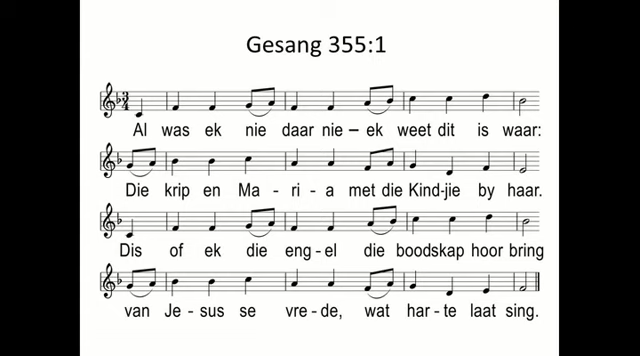 Gesang 355:1
Al was ek nie daar nie – ek weet dit is waar:
Die krip en Ma-ri-a met die Kind-jie by haar.
Dis of ek die eng-el die boodskap hoor bring
van Je-sus se vre-de, wat har-te laat sing.